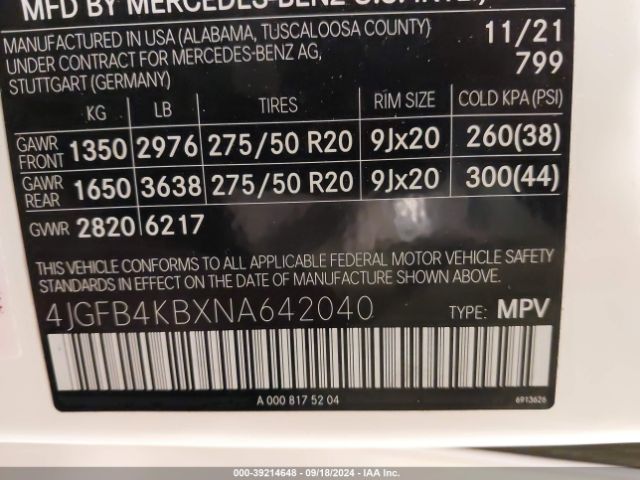 MFD BY MERCEDES-BENZ U.S. INT'L,
MANUFACTURED IN USA (ALABAMA, TUSCALOOSA COUNTY) 11/21
UNDER CONTRACT FOR MERCEDES-BENZ AG, 799
STUTTGART (GERMANY)
KG LB TIRES RIM SIZE COLD KPA (PSI)
GAWR FRONT 1350 2976 275/50 R20 9Jx20 260(38)
GAWR REAR 1650 3638 275/50 R20 9Jx20 300(44)
GVWR 2820 6217
THIS VEHICLE CONFORMS TO ALL APPLICABLE FEDERAL MOTOR VEHICLE SAFETY
STANDARDS IN EFFECT ON THE DATE OF MANUFACTURE SHOWN ABOVE.
4JGFB4KBXNA642040 TYPE: MPV
A 000 817 52 04 6913626
000-39214648 - 09/18/2024 - IAA Inc.